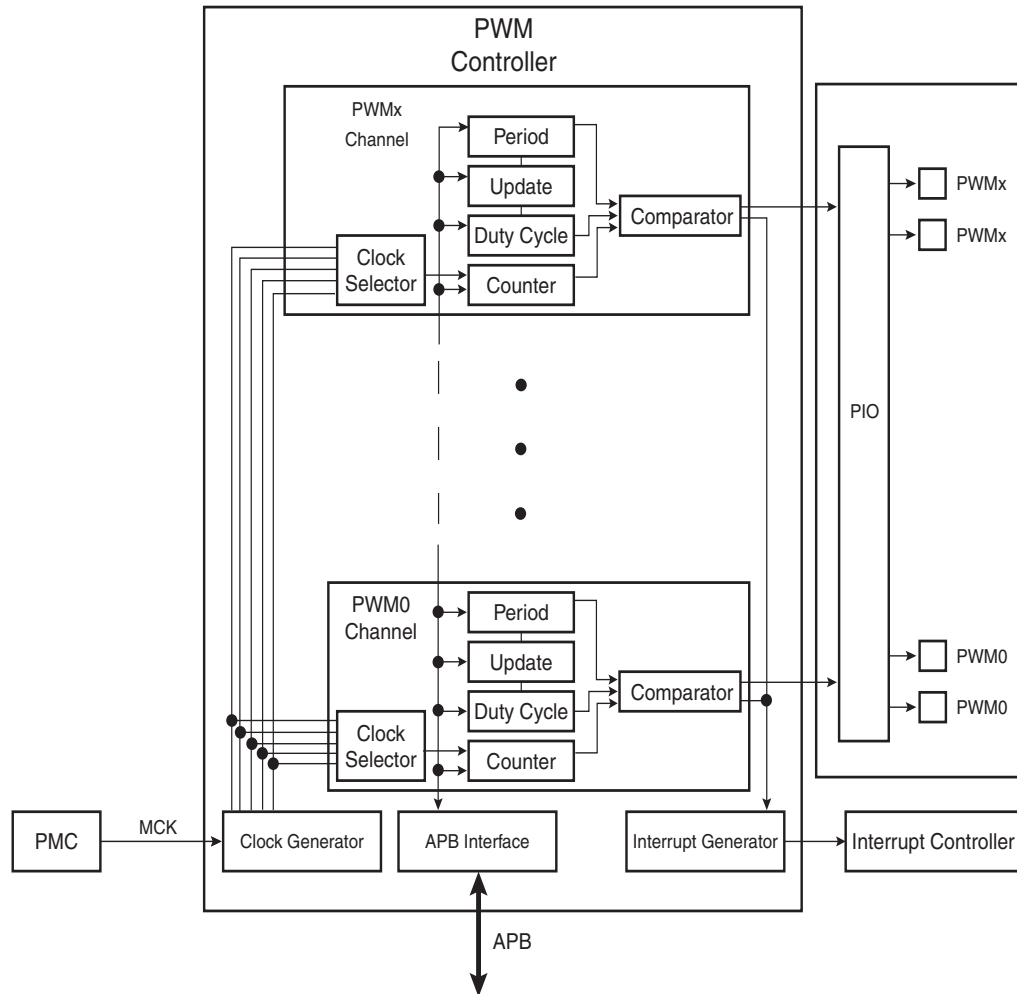 PWM
Controller
PWMx
Channel
Period
Update
Duty Cycle
Comparator
Clock
Selector
Counter
PIO
PWMx
PWMx
PWM0
Channel
Period
Update
Duty Cycle
Comparator
Clock
Selector
Counter
PWM0
PWM0
PMC
MCK
Clock Generator
APB Interface
Interrupt Generator
Interrupt Controller
APB